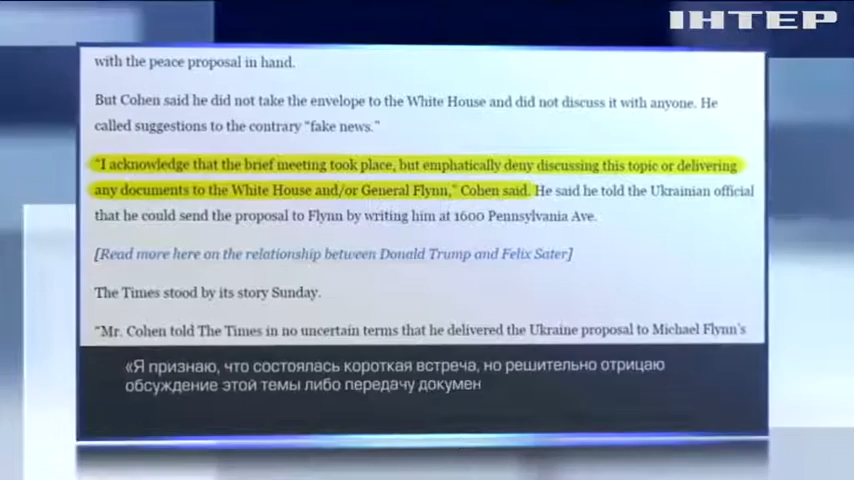 ІНТЕР
with the peace proposal in hand.
But Cohen said he did not take the envelope to the White House and did not discuss it with anyone. He
called suggestions to the contrary "fake news."
"I acknowledge that the brief meeting took place, but emphatically deny discussing this topic or delivering
any documents to the White House and/or General Flynn," Cohen said. He said he told the Ukrainian official
that he could send the proposal to Flynn by writing him at 1600 Pennsylvania Ave.
[Read more here on the relationship between Donald Trump and Felix Sater]
The Times stood by its story Sunday.
"Mr. Cohen told The Times in no uncertain terms that he delivered the Ukraine proposal to Michael Flynn's
«Я признаю, что состоялась короткая встреча, но решительно отрицаю
обсуждение этой темы либо передачу докумен